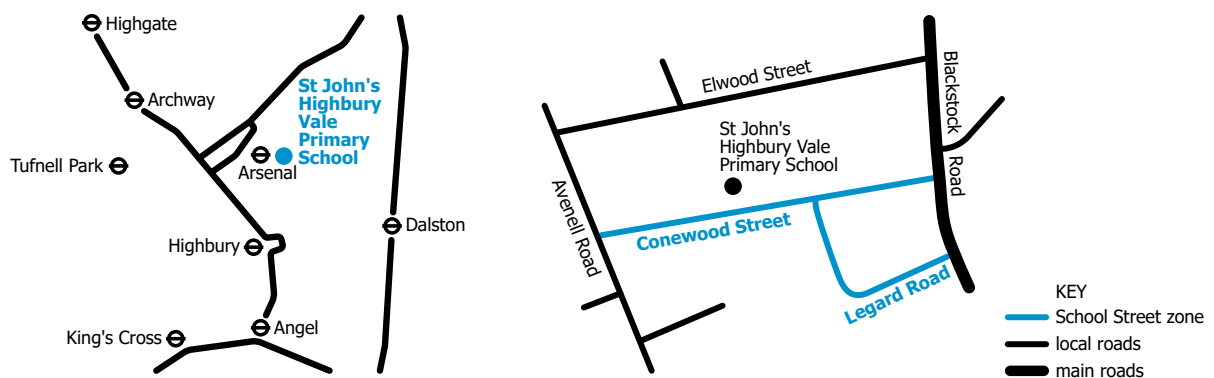 Highgate
Archway
Tufnell Park
St John's
Highbury
Vale
Primary
School
Arsenal
Highbury
Dalston
King's Cross
Angel
Elwood Street
Blackstock
Road
St John's
Highbury Vale
Primary School
Avenell Road
Conewood Street
Legard Road
KEY
School Street zone
local roads
main roads